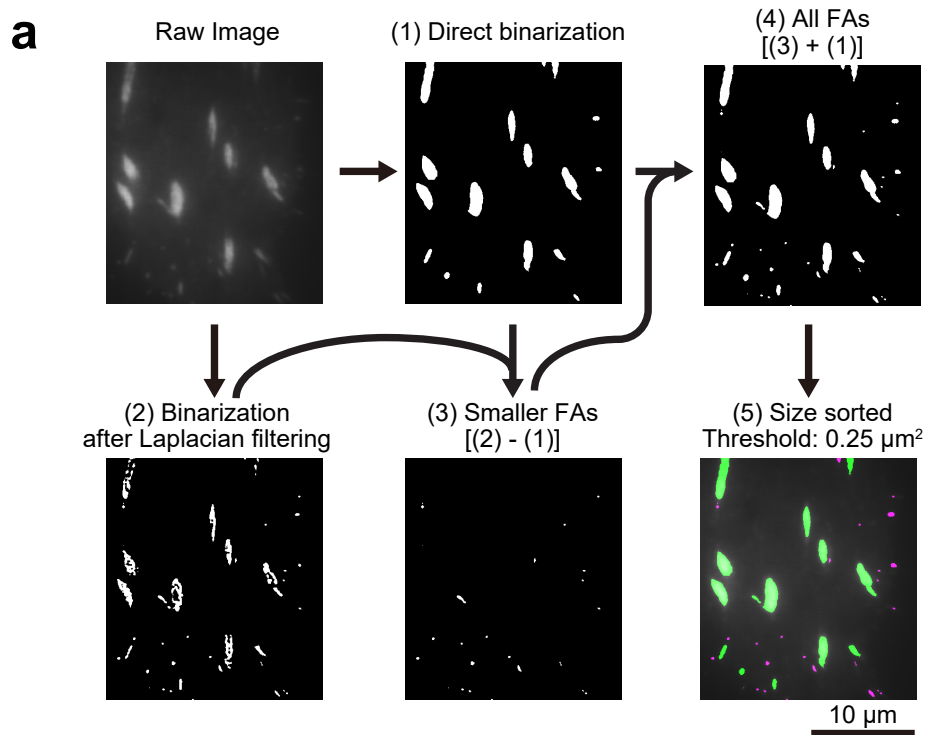 a
Raw Image
(1) Direct binarization
(4) All FAs
[(3) + (1)]
(2) Binarization
after Laplacian filtering
(3) Smaller FAs
[(2) - (1)]
(5) Size sorted
Threshold: 0.25 µm²
10 µm